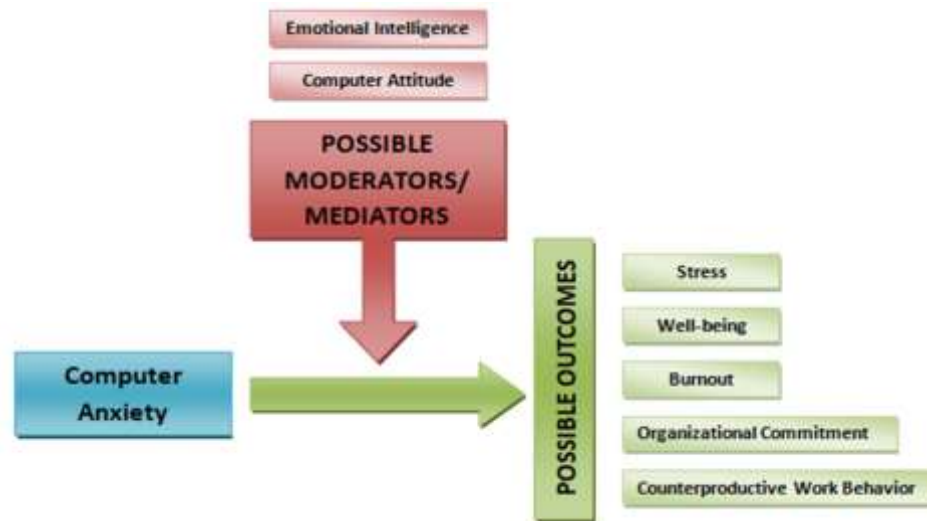 Emotional Intelligence
Computer Attitude
POSSIBLE
MODERATORS/
MEDIATORS
Computer
Anxiety
POSSIBLE OUTCOMES
Stress
Well-being
Burnout
Organizational Commitment
Counterproductive Work Behavior